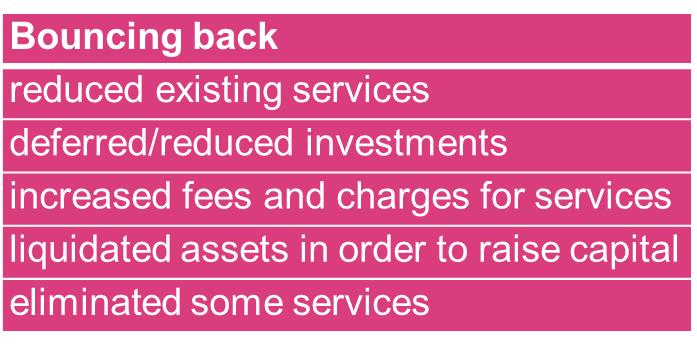 Bouncing back
reduced existing services
deferred/reduced investments
increased fees and charges for services
liquidated assets in order to raise capital
eliminated some services